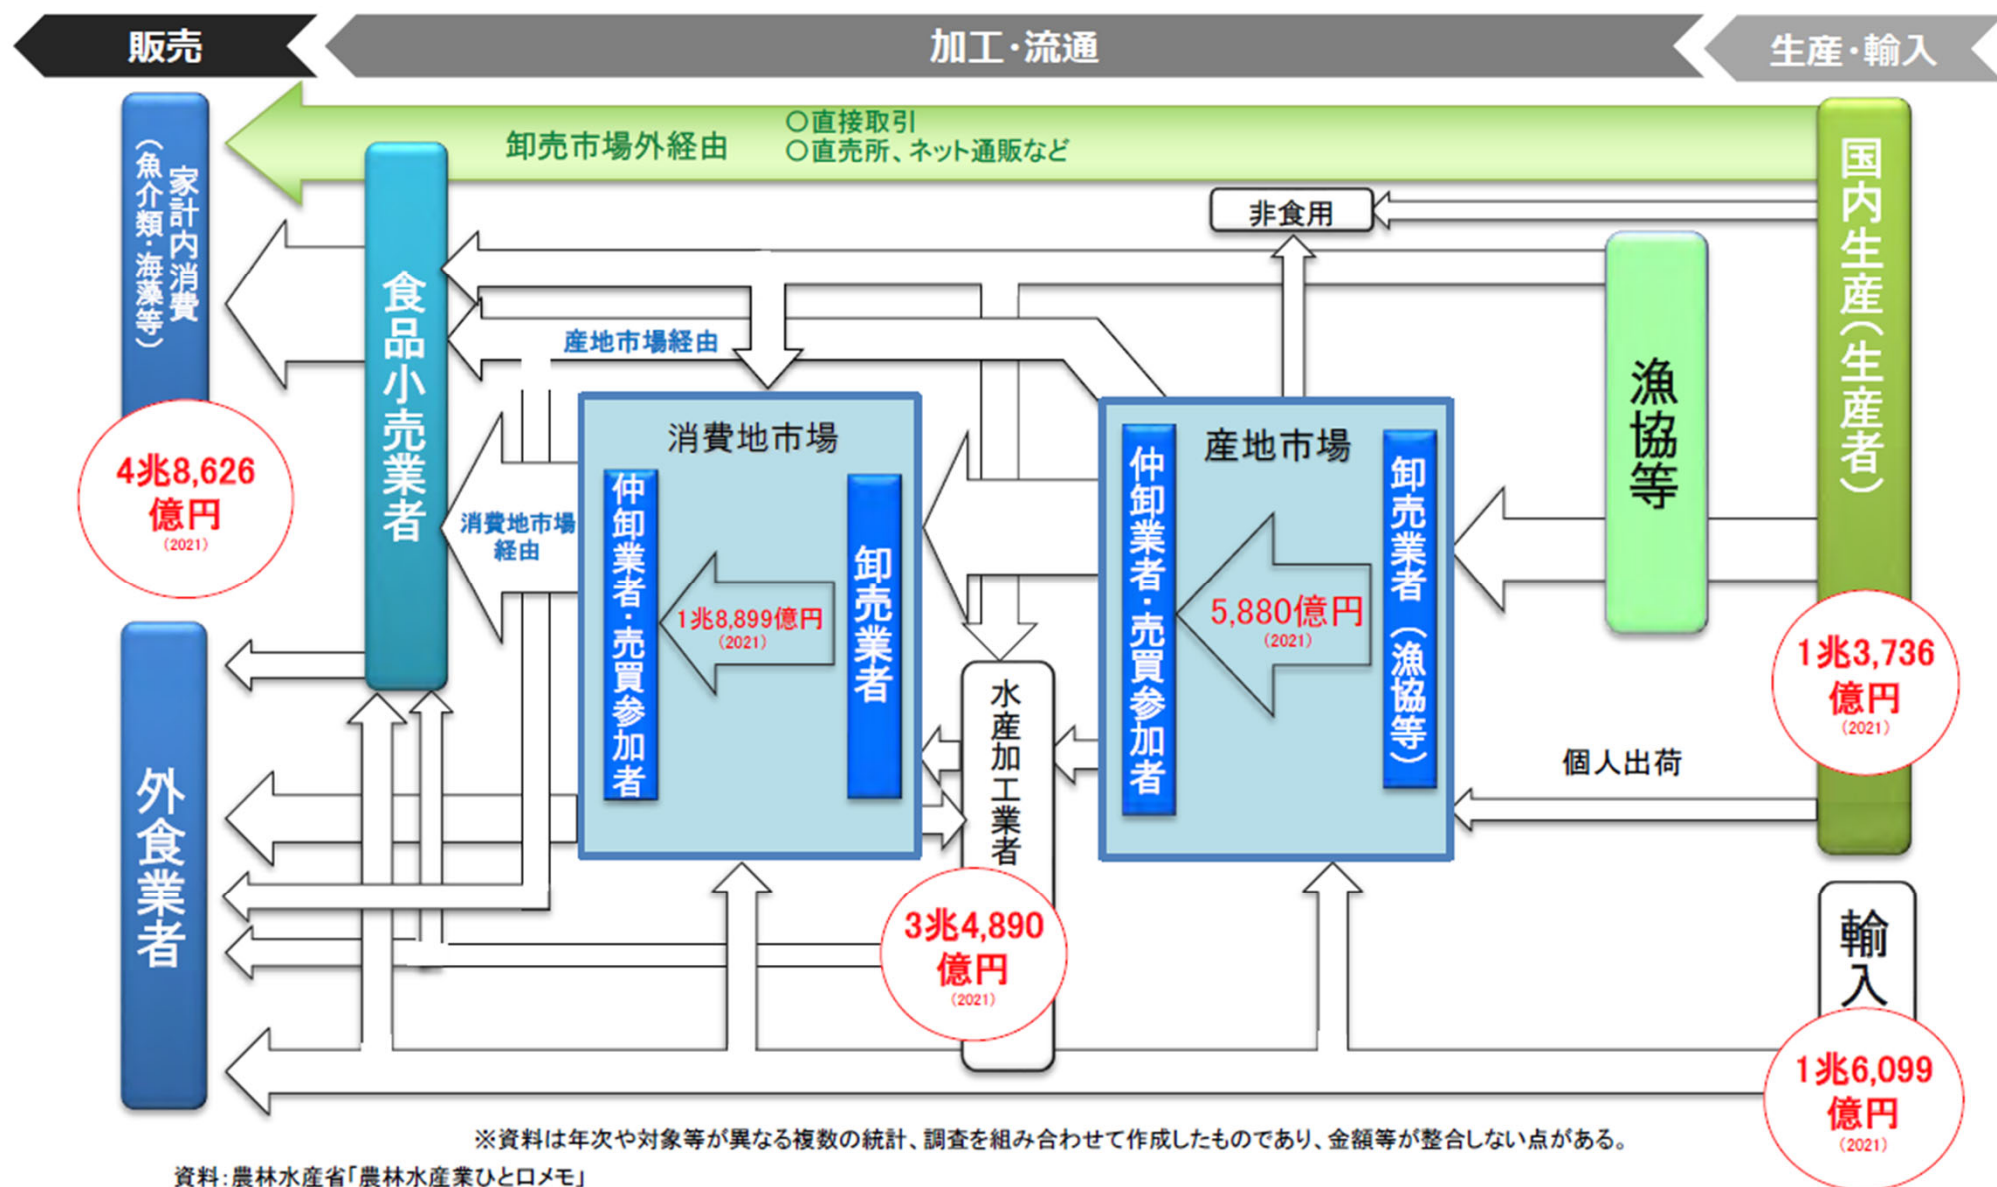 販売
加工・流通
生産・輸入
家計内消費
（魚介類・海藻等）
4兆8,626
億円
（2021）
外食業者
食品小売業者
卸売市場外経由
○直接取引
○直売所、ネット通販など
非食用
産地市場経由
消費地市場
経由
消費地市場
仲卸業者・売買参加者
1兆8,899億円
（2021）
卸売業者
水産加工業者
3兆4,890
億円
（2021）
産地市場
仲卸業者・売買参加者
5,880億円
（2021）
卸売業者（漁協等）
漁協等
国内生産（生産者）
1兆3,736
億円
（2021）
個人出荷
輸入
1兆6,099
億円
（2021）
※資料は年次や対象等が異なる複数の統計、調査を組み合わせて作成したものであり、金額等が整合しない点がある。
資料：農林水産省「農林水産業ひと口メモ」